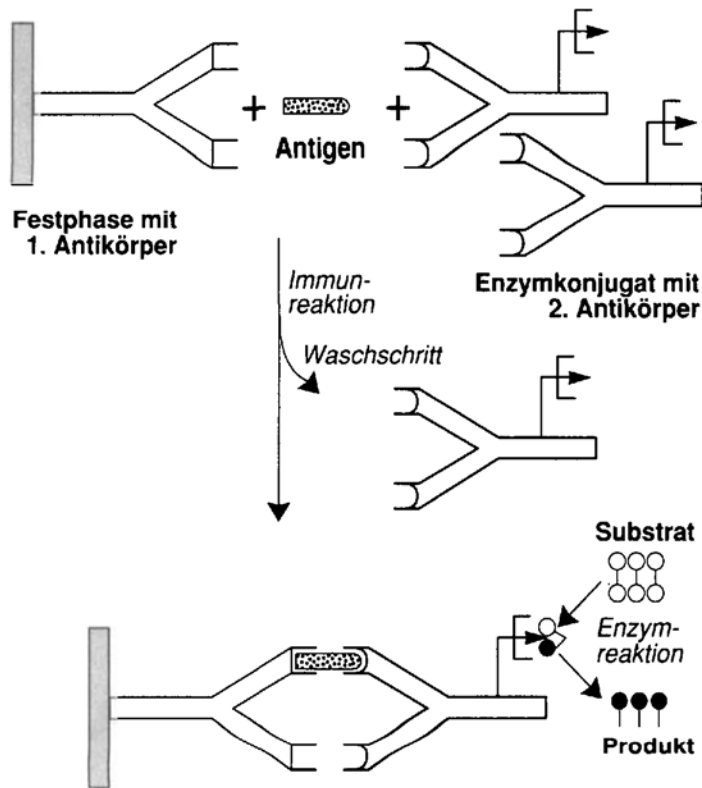 +
+
Antigen
Festphase mit
1. Antikörper
Enzymkonjugat mit
2. Antikörper
Immun-
reaktion
Waschschritt
Substrat
Enzym-
reaktion
Produkt